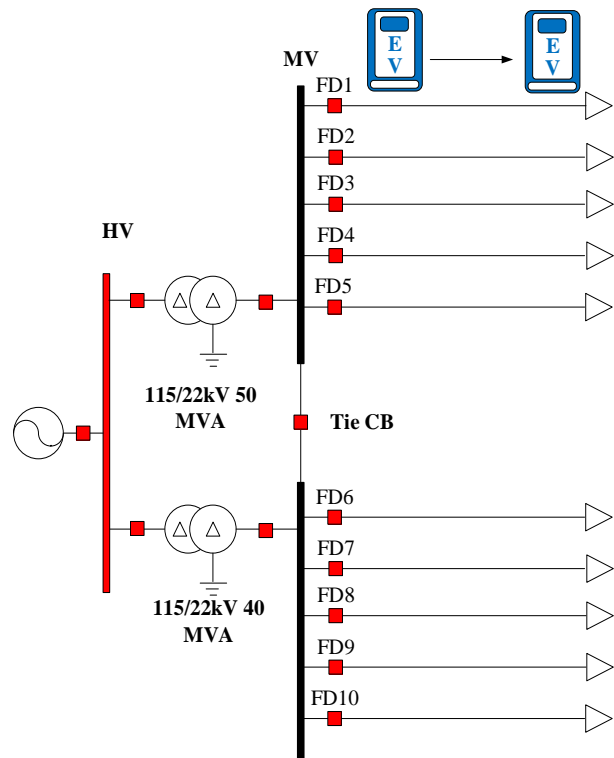 E
V
E
V
MV
FD1
FD2
FD3
FD4
FD5
HV
115/22kV 50
MVA
Tie CB
FD6
FD7
FD8
FD9
FD10
115/22kV 40
MVA